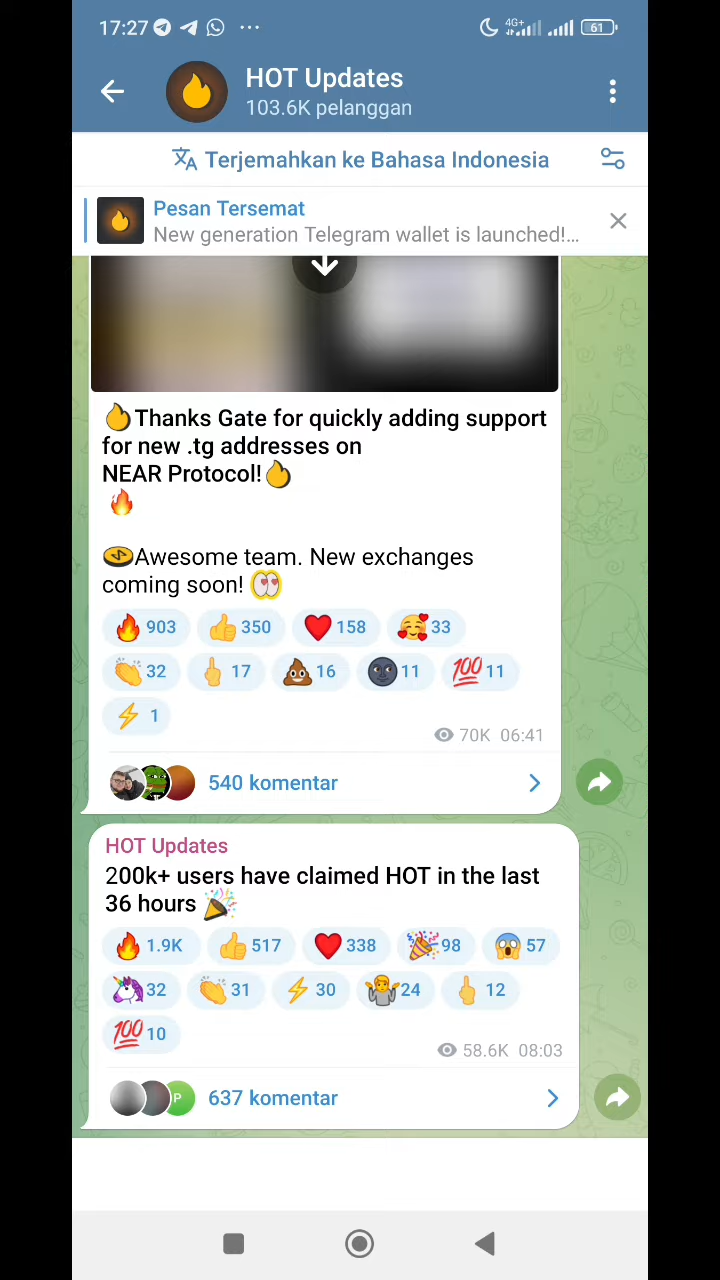 17:27
4G+
61
HOT Updates
103.6K pelanggan
Terjemahkan ke Bahasa Indonesia
Pesan Tersemat
New generation Telegram wallet is launched!...
Thanks Gate for quickly adding support
for new .tg addresses on
NEAR Protocol!
Awesome team. New exchanges
coming soon!
903 350 158 33
32 17 16 100 11 11
1
70K 06:41
540 komentar
HOT Updates
200k+ users have claimed HOT in the last
36 hours
1.9K 517 338 98 57
32 31 30 24 12
100 10
58.6K 08:03
P
637 komentar